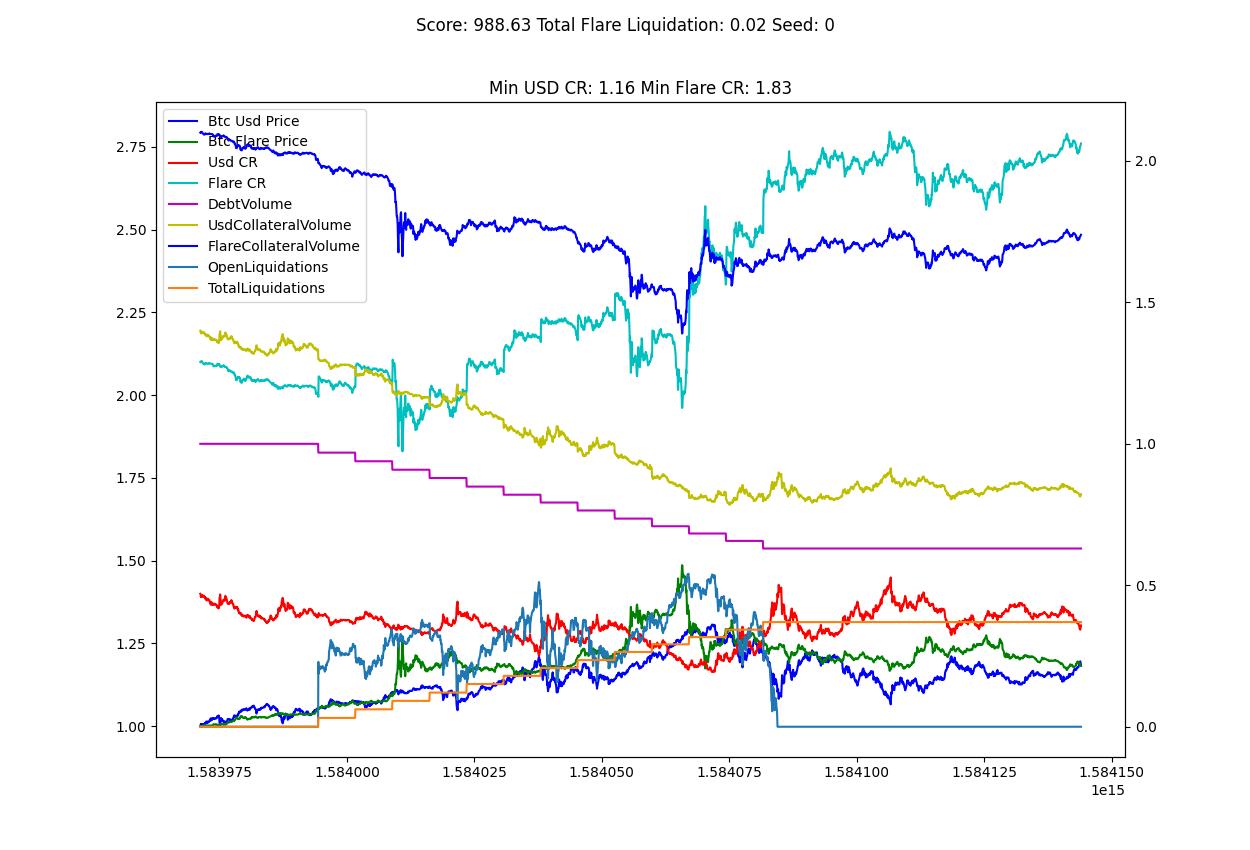 Score: 988.63 Total Flare Liquidation: 0.02 Seed: 0
Min USD CR: 1.16 Min Flare CR: 1.83
Btc Usd Price
Btc Flare Price
Usd CR
Flare CR
DebtVolume
UsdCollateralVolume
FlareCollateralVolume
OpenLiquidations
TotalLiquidations
2.75
2.50
2.25
2.00
1.75
1.50
1.25
1.00
2.0
1.5
1.0
0.5
0.0
1.583975
1.584000
1.584025
1.584050
1.584075
1.584100
1.584125
1.584150
1e15